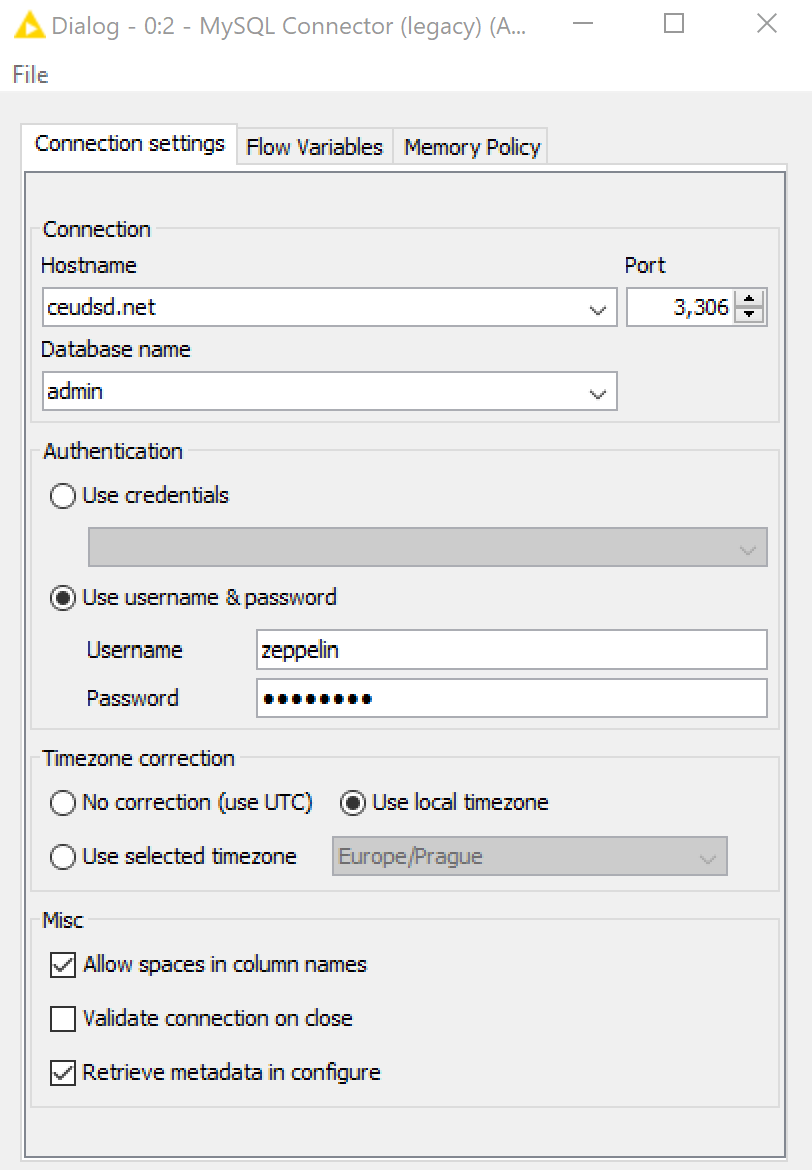 Dialog - 0:2 - MySQL Connector (legacy) (A...
File
Connection settings Flow Variables Memory Policy
Connection
Hostname Port
ceudsd.net 3,306
Database name
admin
Authentication
Use credentials
Use username & password
Username zeppelin
Password ●●●●●●●●
Timezone correction
No correction (use UTC) Use local timezone
Use selected timezone Europe/Prague
Misc
Allow spaces in column names
Validate connection on close
Retrieve metadata in configure